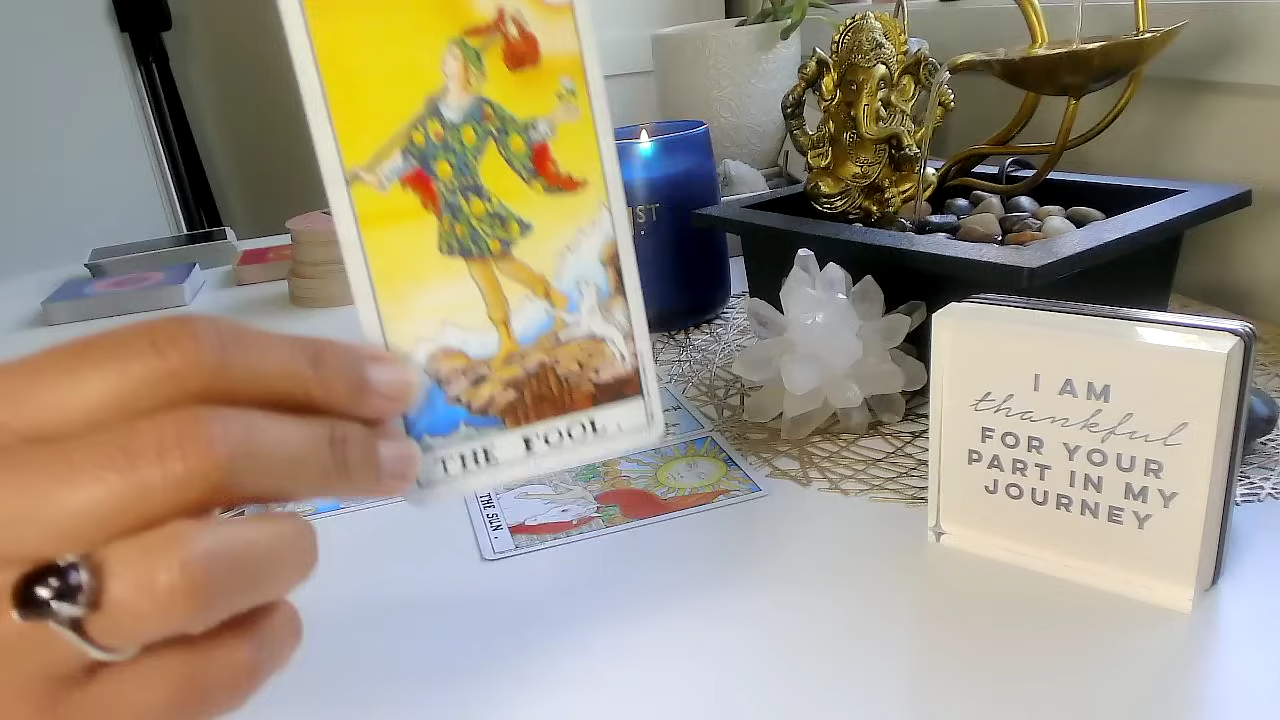 THE FOOL.
THE SUN.
I AM
thankful
FOR YOUR
PART IN MY
JOURNEY